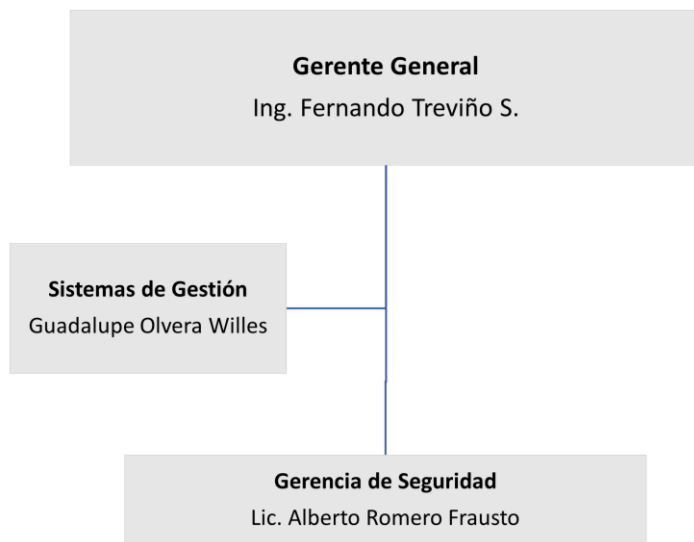 Gerente General
Ing. Fernando Treviño S.
Sistemas de Gestión
Guadalupe Olvera Willes
Gerencia de Seguridad
Lic. Alberto Romero Frausto